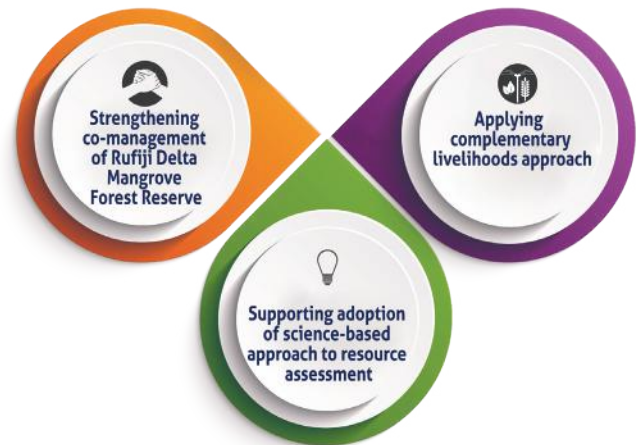 Strengthening
co-management
of Rufiji Delta
Mangrove
Forest Reserve
Applying
complementary
livelihoods approach
Supporting adoption
of science-based
approach to resource
assessment